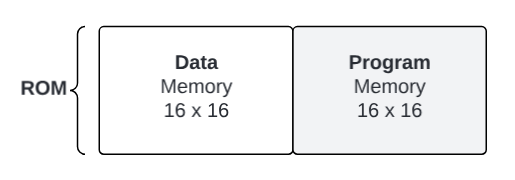 ROM
Data
Memory
16 x 16
Program
Memory
16 x 16